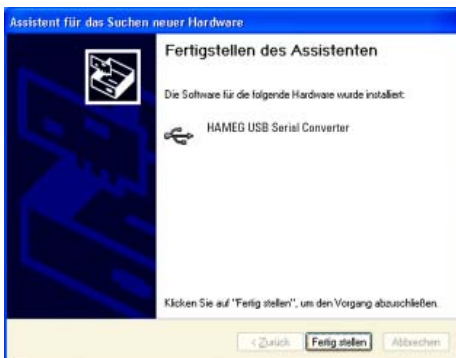 Assistent für das Suchen neuer Hardware
Fertigstellen des Assistenten
Die Software für die folgende Hardware wurde installiert:
HAMEG USB Serial Converter
Klicken Sie auf "Fertig stellen", um den Vorgang abzuschließen.
< Zurück Fertig stellen Abbrechen